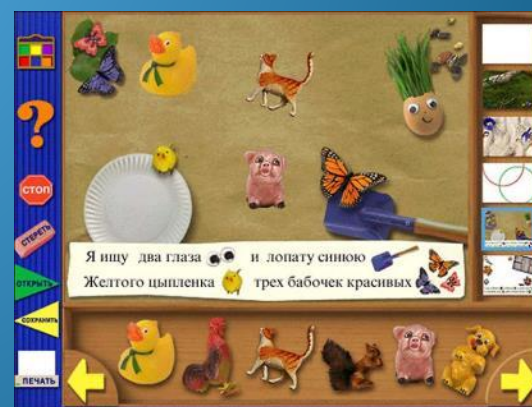 ?
СТОП
СТЕРЕТЬ
ОТКРЫТЬ
СОХРАНИТЬ
ПЕЧАТЬ
Я ищу два глаза и лопату синюю
Желтого цыпленка трех бабочек красивых